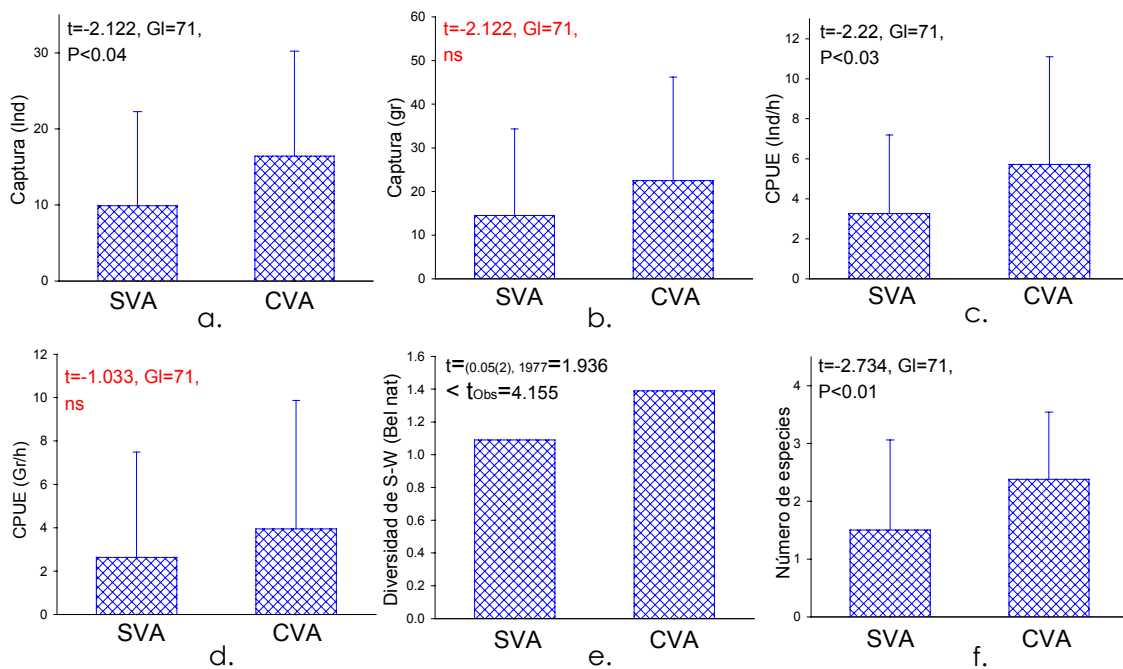 t=-2.122, Gl=71,
P<0.04
Captura (Ind)
30
20
10
0
SVA
CVA
a.
t=-2.122, Gl=71,
ns
Captura (gr)
60
50
40
30
20
10
0
SVA
CVA
b.
t=-2.22, Gl=71,
P<0.03
CPUE (Ind/h)
12
10
8
6
4
2
0
SVA
CVA
c.
t=-1.033, Gl=71,
ns
CPUE (Gr/h)
12
10
8
6
4
2
0
SVA
CVA
d.
t=(0.05(2), 1977=1.936
< tObs=4.155
Diversidad de S-W (Bel nat)
1.6
1.4
1.2
1.0
0.8
0.6
0.4
0.2
0.0
SVA
CVA
e.
t=-2.734, Gl=71,
P<0.01
Número de especies
4
3
2
1
0
SVA
CVA
f.